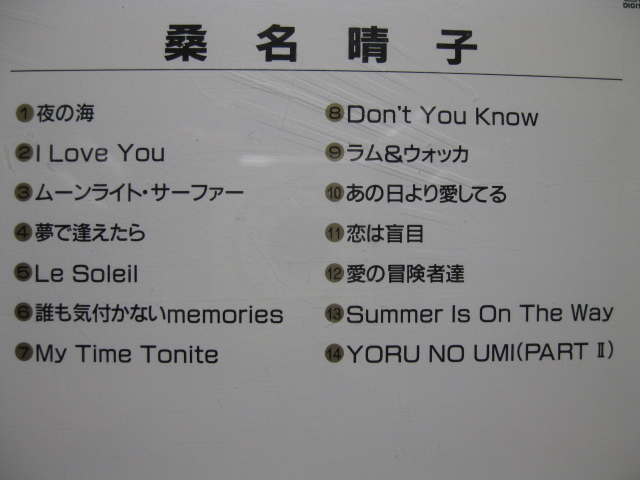 DIGIT
桑名晴子
1 夜の海
2 I Love You
3 ムーンライト・サーファー
4 夢で逢えたら
5 Le Soleil
6 誰も気付かないmemories
7 My Time Tonite
8 Don't You Know
9 ラム&ウォッカ
10 あの日より愛してる
11 恋は盲目
12 愛の冒険者達
13 Summer Is On The Way
14 YORU NO UMI(PART Ⅱ)